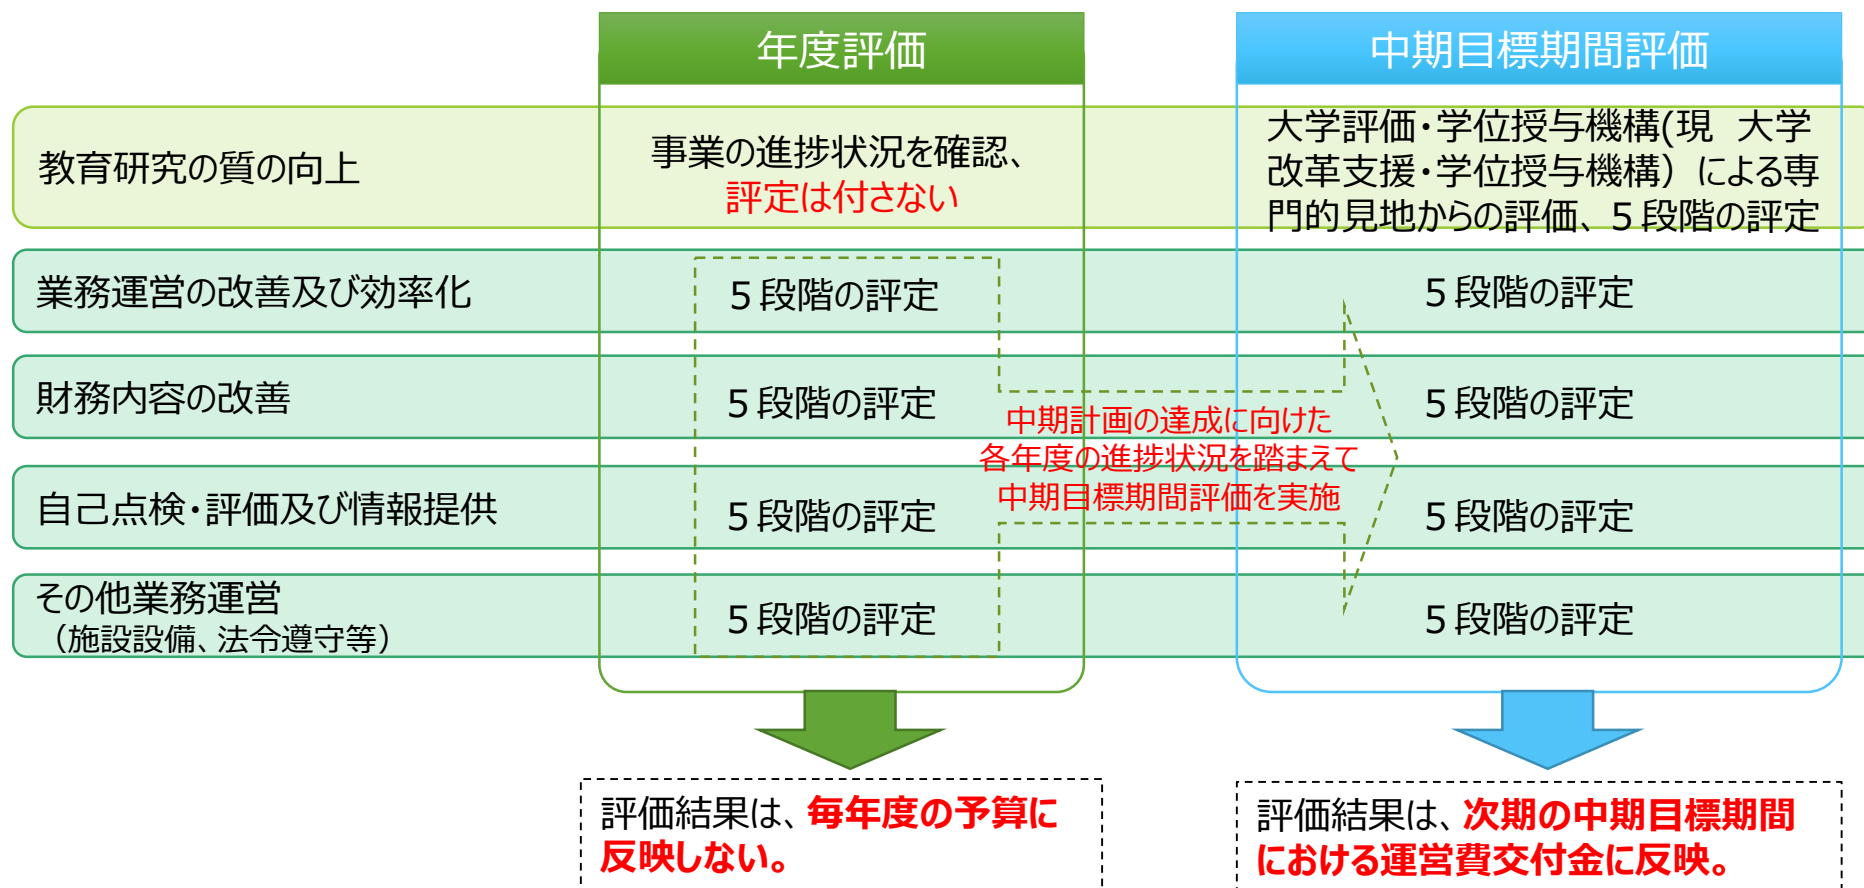 年度評価
中期目標期間評価
教育研究の質の向上
事業の進捗状況を確認、
評定は付さない
大学評価・学位授与機構(現　大学
改革支援・学位授与機構）による専
門的見地からの評価、５段階の評定
業務運営の改善及び効率化
５段階の評定
５段階の評定
財務内容の改善
５段階の評定
５段階の評定
中期計画の達成に向けた
各年度の進捗状況を踏まえて
中期目標期間評価を実施
自己点検・評価及び情報提供
５段階の評定
５段階の評定
その他業務運営
（施設設備、法令遵守等）
５段階の評定
５段階の評定
評価結果は、毎年度の予算に
反映しない。
評価結果は、次期の中期目標期間
における運営費交付金に反映。